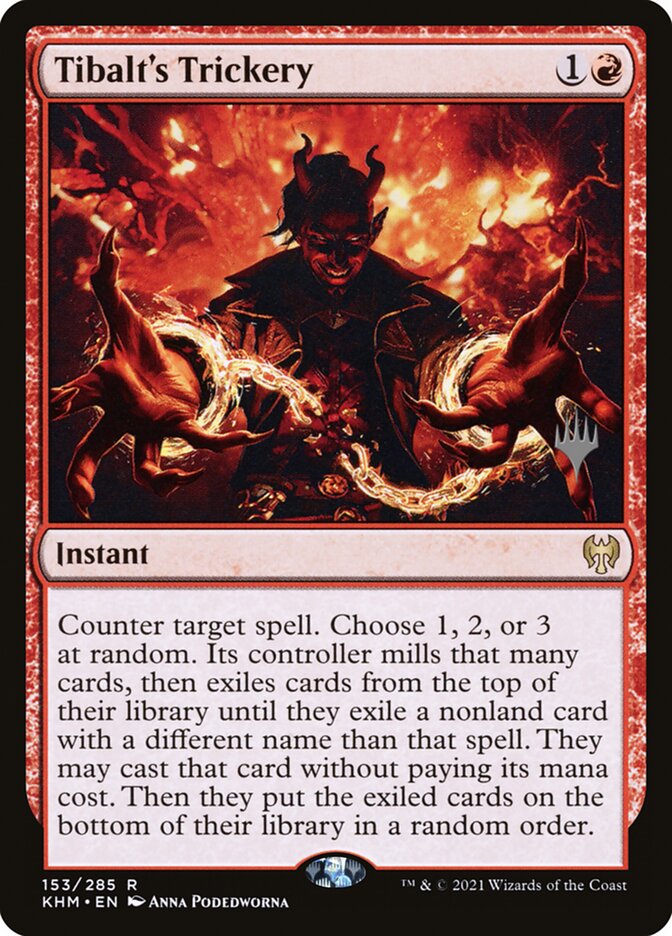 Tibalt's Trickery 1
Instant
Counter target spell. Choose 1, 2, or 3
at random. Its controller mills that many
cards, then exiles cards from the top of
their library until they exile a nonland card
with a different name than that spell. They
may cast that card without paying its mana
cost. Then they put the exiled cards on the
bottom of their library in a random order.
153/285 R
KHM • EN Anna Podedworna
™ & © 2021 Wizards of the Coast